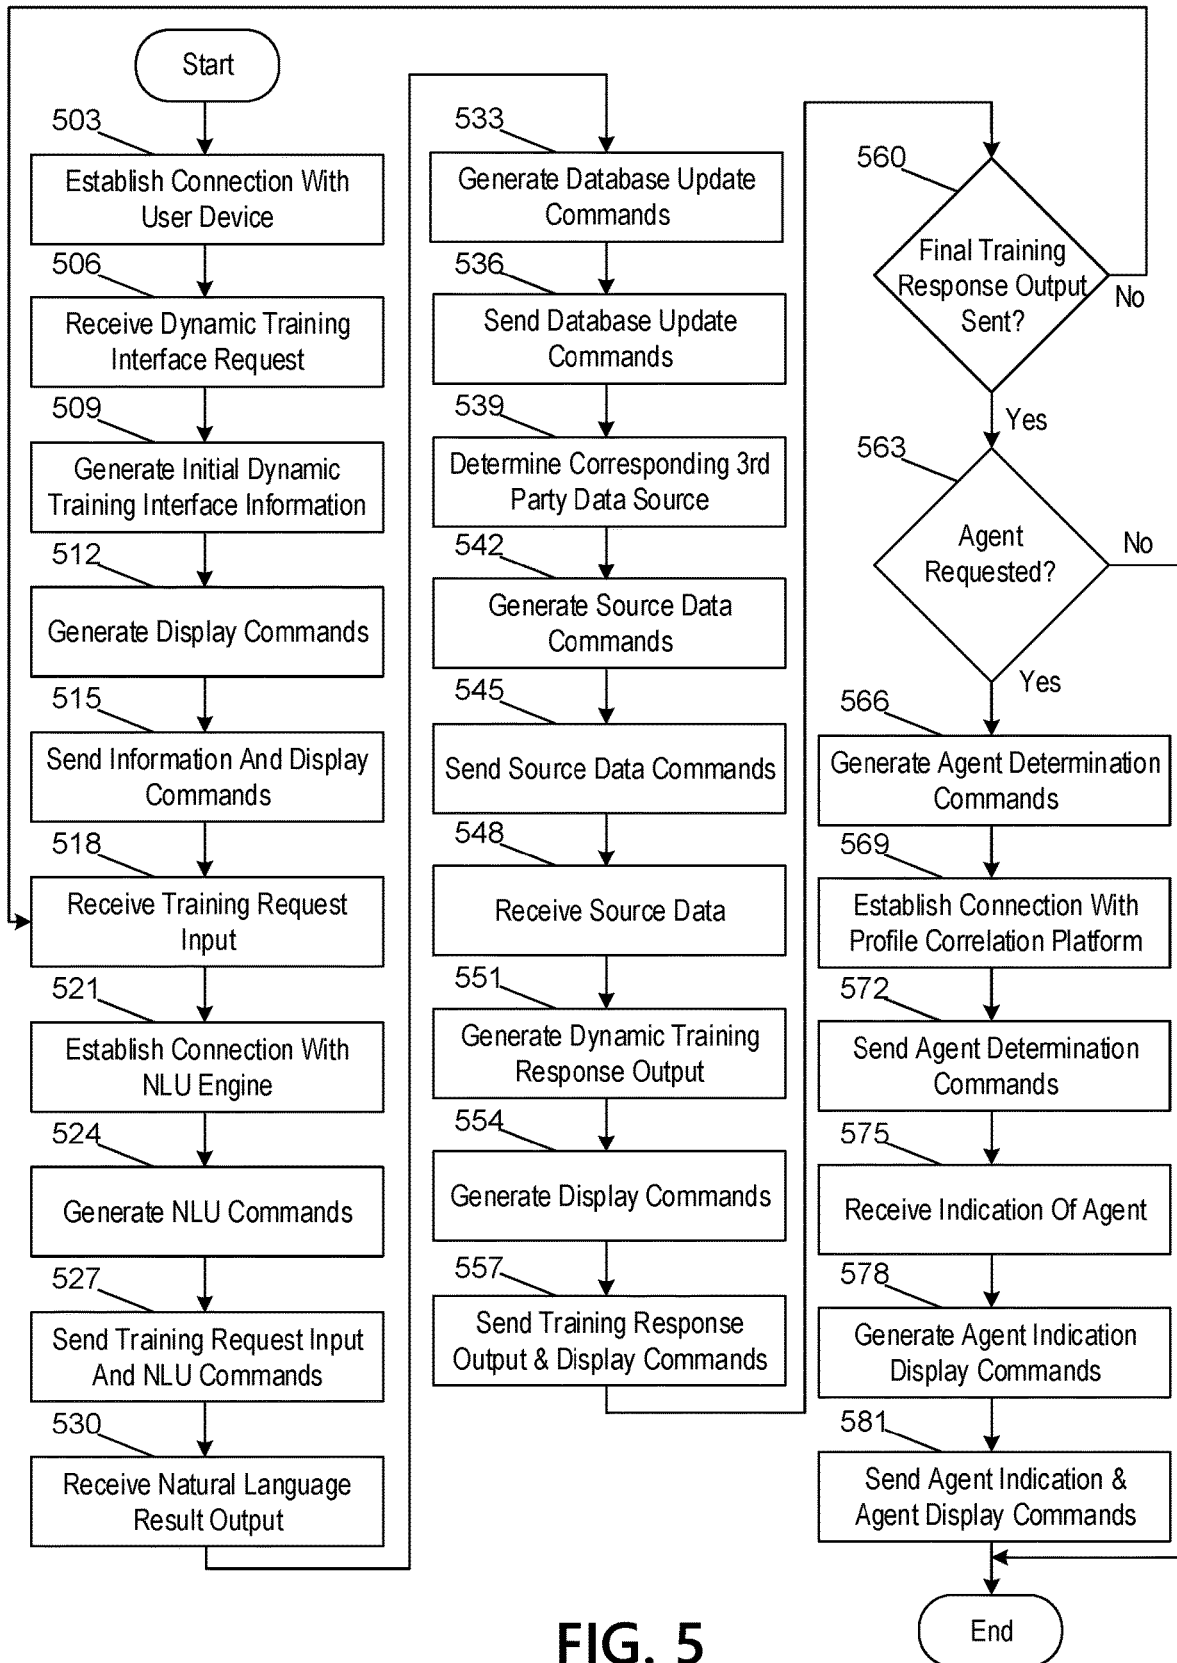 Start
503
Establish Connection With
User Device
506
Receive Dynamic Training
Interface Request
509
Generate Initial Dynamic
Training Interface Information
512
Generate Display Commands
515
Send Information And Display
Commands
518
Receive Training Request
Input
521
Establish Connection With
NLU Engine
524
Generate NLU Commands
527
Send Training Request Input
And NLU Commands
530
Receive Natural Language
Result Output
533
Generate Database Update
Commands
536
Send Database Update
Commands
539
Determine Corresponding 3rd
Party Data Source
542
Generate Source Data
Commands
545
Send Source Data Commands
548
Receive Source Data
551
Generate Dynamic Training
Response Output
554
Generate Display Commands
557
Send Training Response
Output & Display Commands
560
Final Training
Response Output
Sent?
No
Yes
563
Agent
Requested?
No
Yes
566
Generate Agent Determination
Commands
569
Establish Connection With
Profile Correlation Platform
572
Send Agent Determination
Commands
575
Receive Indication Of Agent
578
Generate Agent Indication
Display Commands
581
Send Agent Indication &
Agent Display Commands
End
FIG. 5